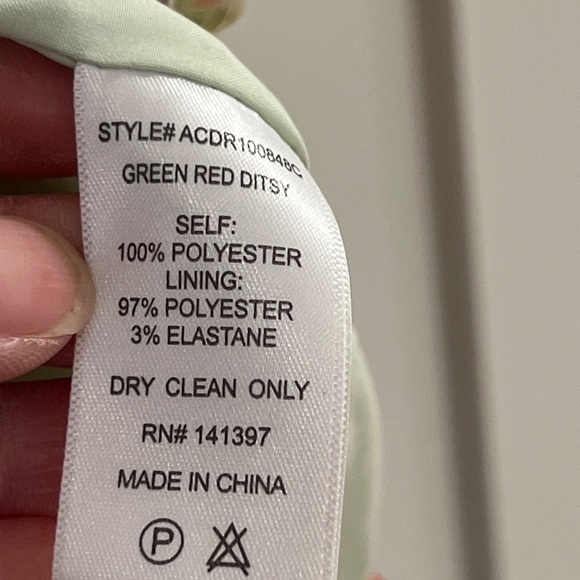 STYLE# ACDR100848C
GREEN RED DITSY
SELF:
100% POLYESTER
LINING:
97% POLYESTER
3% ELASTANE
DRY CLEAN ONLY
RN# 141397
MADE IN CHINA
P